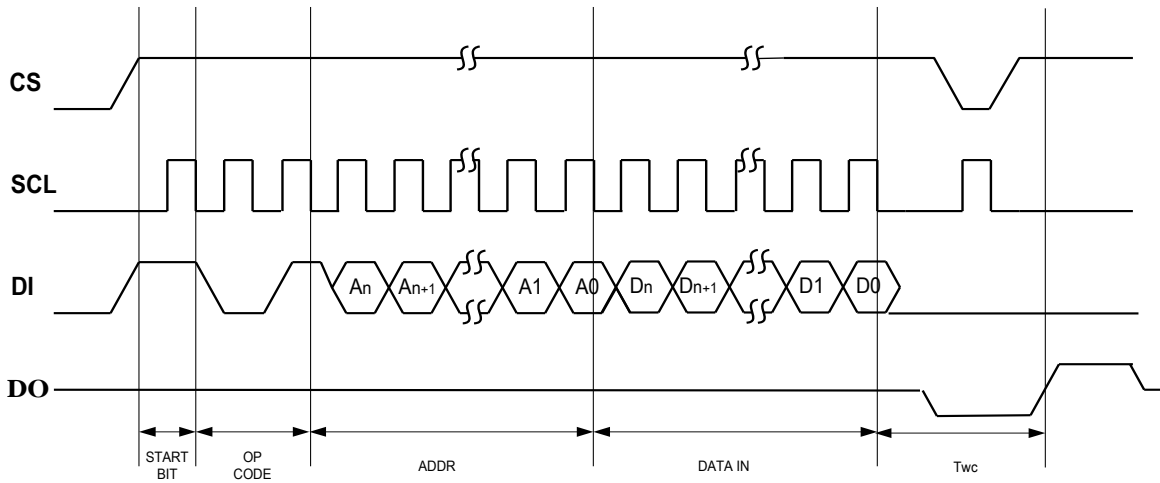 CS
SCL
DI
An An+1 A1 A0 Dn Dn+1 D1 D0
DO
START
BIT
OP
CODE
ADDR
DATA IN
Twc